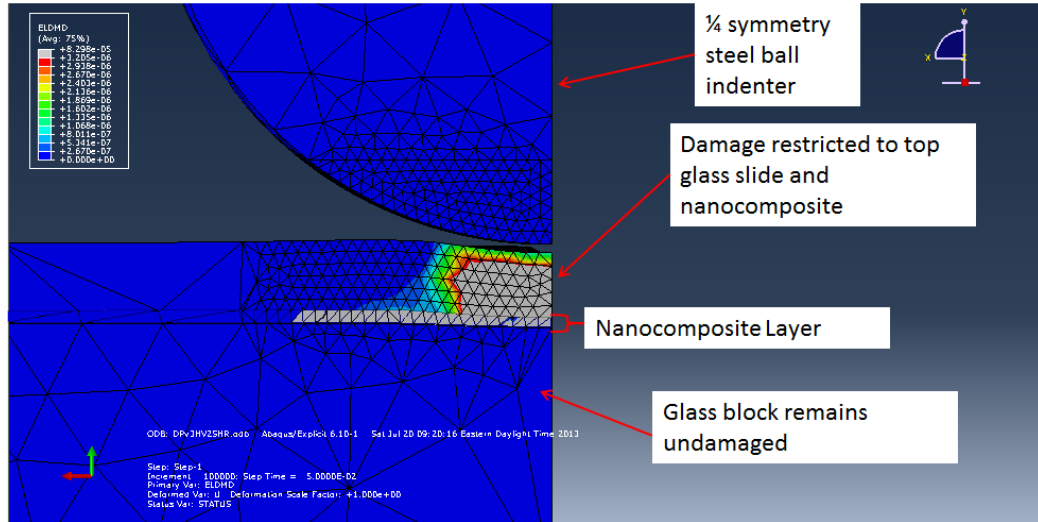 ELDMD
(Avg: 75%)
+8.298e-05
+3.205e-06
+2.938e-06
+2.670e-06
+2.403e-06
+2.136e-06
+1.869e-06
+1.602e-06
+1.335e-06
+1.068e-06
+8.011e-07
+5.341e-07
+2.670e-07
+0.000e+00
¼ symmetry
steel ball
indenter
Y
X
Z
Damage restricted to top
glass slide and
nanocomposite
Nanocomposite Layer
Glass block remains
undamaged
ODB: DPv3HV25HR.odb Abaqus/Explicit 6.10-1 Sat Jul 20 09:20:16 Eastern Daylight Time 2013
Step: Step-1
Increment 100000: Step Time = 5.0000E-02
Primary Var: ELDMD
Deformed Var: U Deformation Scale Factor: +1.000e+00
Status Var: STATUS